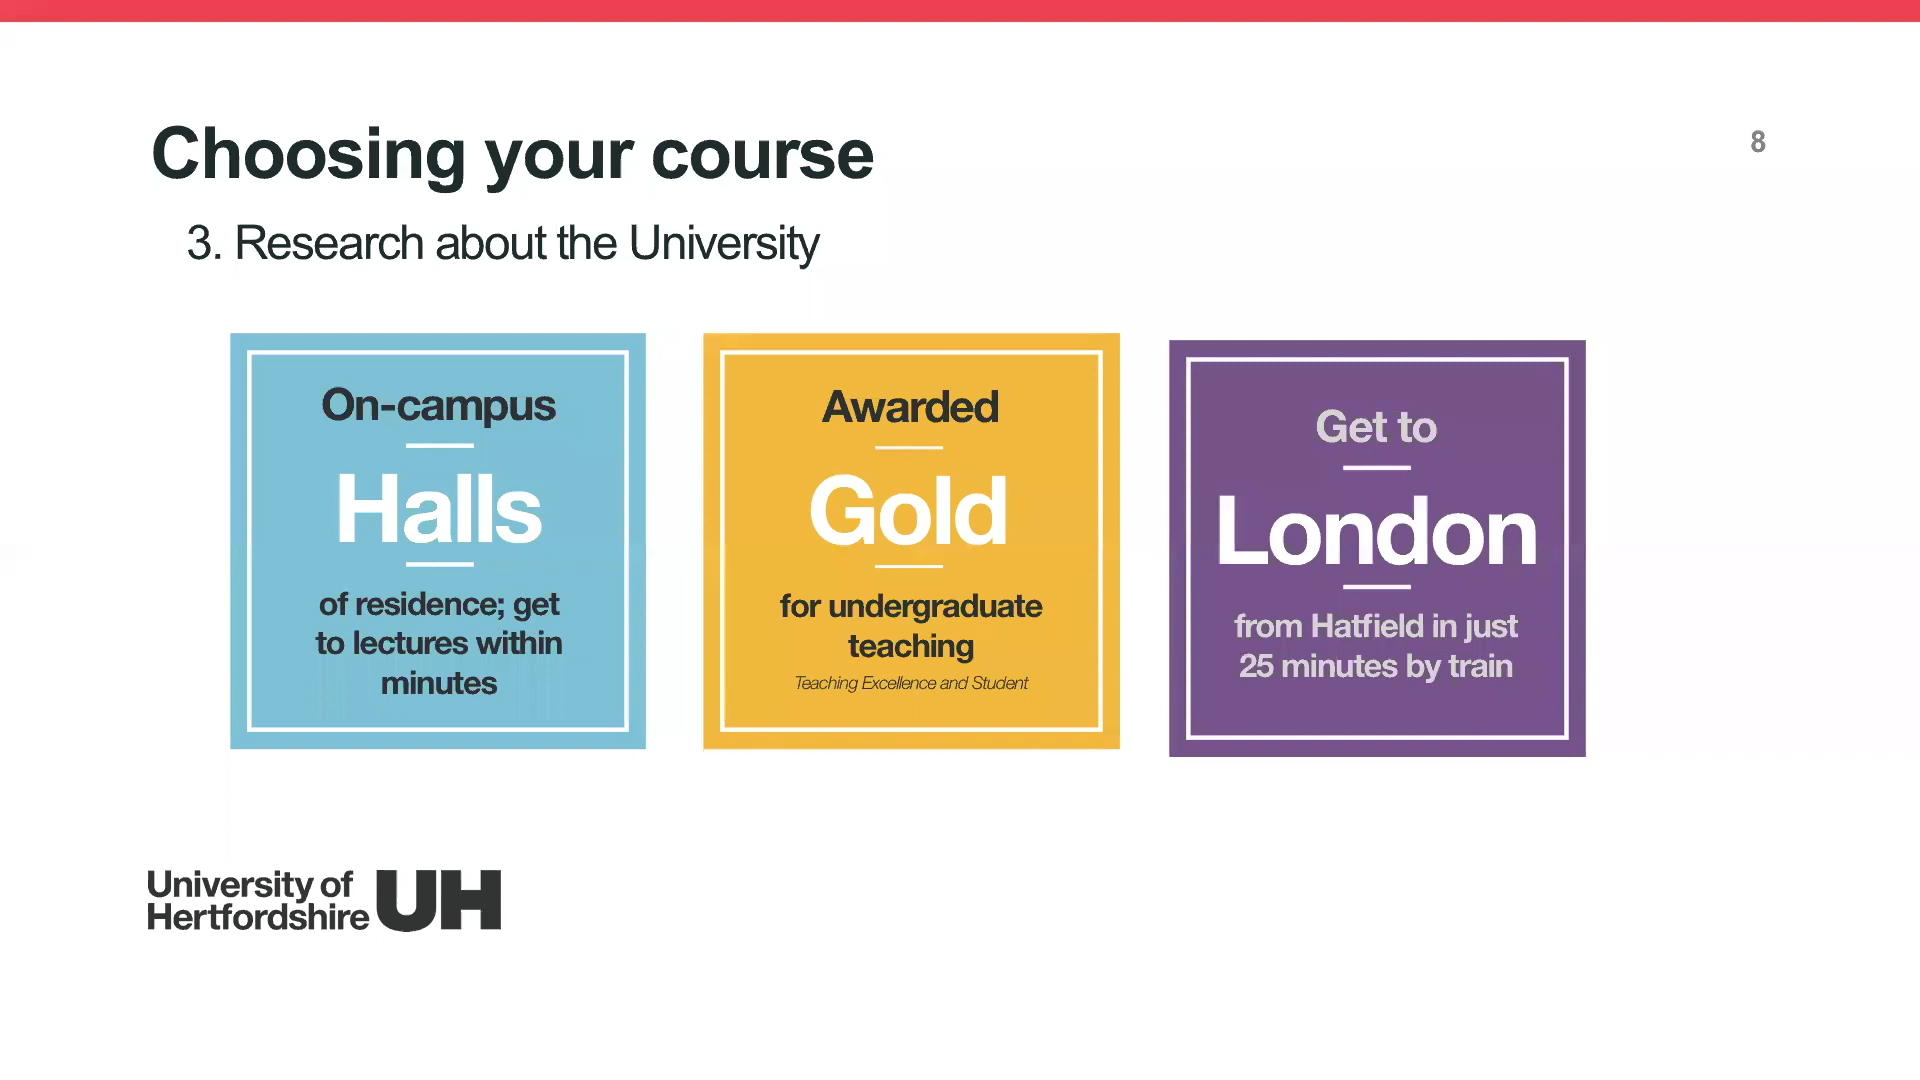 Choosing your course
8
3. Research about the University
On-campus
Halls
of residence; get
to lectures within
minutes
Awarded
Gold
for undergraduate
teaching
Teaching Excellence and Student
Get to
London
from Hatfield in just
25 minutes by train
University of
Hertfordshire
UH